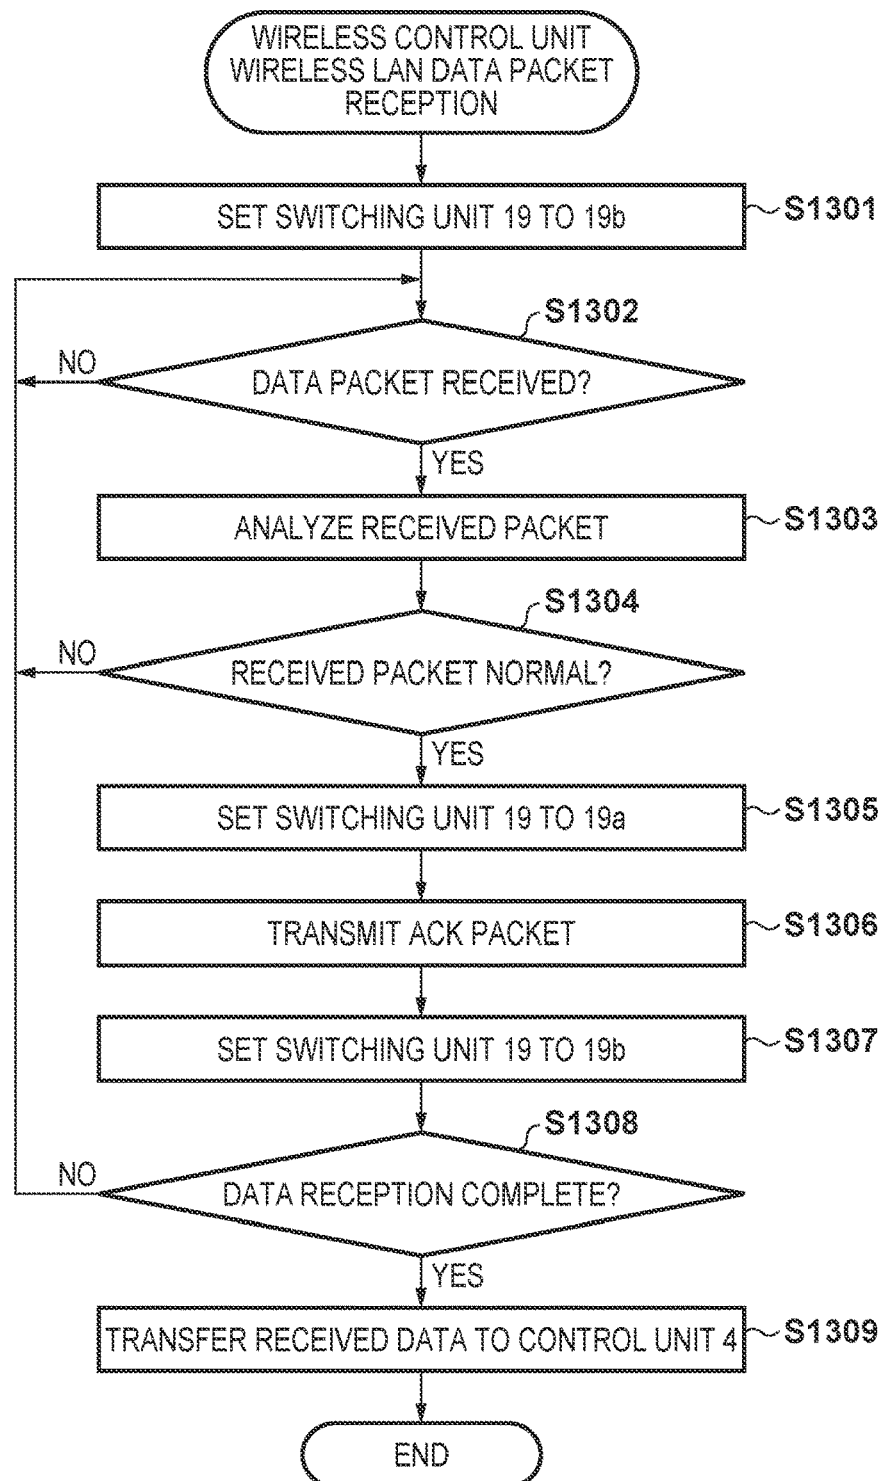 WIRELESS CONTROL UNIT
WIRELESS LAN DATA PACKET
RECEPTION
SET SWITCHING UNIT 19 TO 19b
S1301
S1302
DATA PACKET RECEIVED?
NO
YES
ANALYZE RECEIVED PACKET
S1303
S1304
RECEIVED PACKET NORMAL?
NO
YES
SET SWITCHING UNIT 19 TO 19a
S1305
TRANSMIT ACK PACKET
S1306
SET SWITCHING UNIT 19 TO 19b
S1307
S1308
DATA RECEPTION COMPLETE?
NO
YES
TRANSFER RECEIVED DATA TO CONTROL UNIT 4
S1309
END